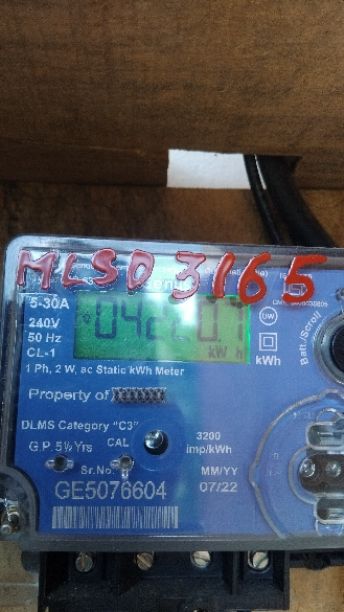 MLSD 3165
5-30A
240V
50 Hz
CL-1
kW h
kWh
Batt./Scroll
1 Ph, 2 W, ac Static kWh Meter
Property of
DLMS Category "C3"
G.P. 5½ Yrs
CAL
3200
imp/kWh
Sr.No.
MM/YY
GE5076604
07/22